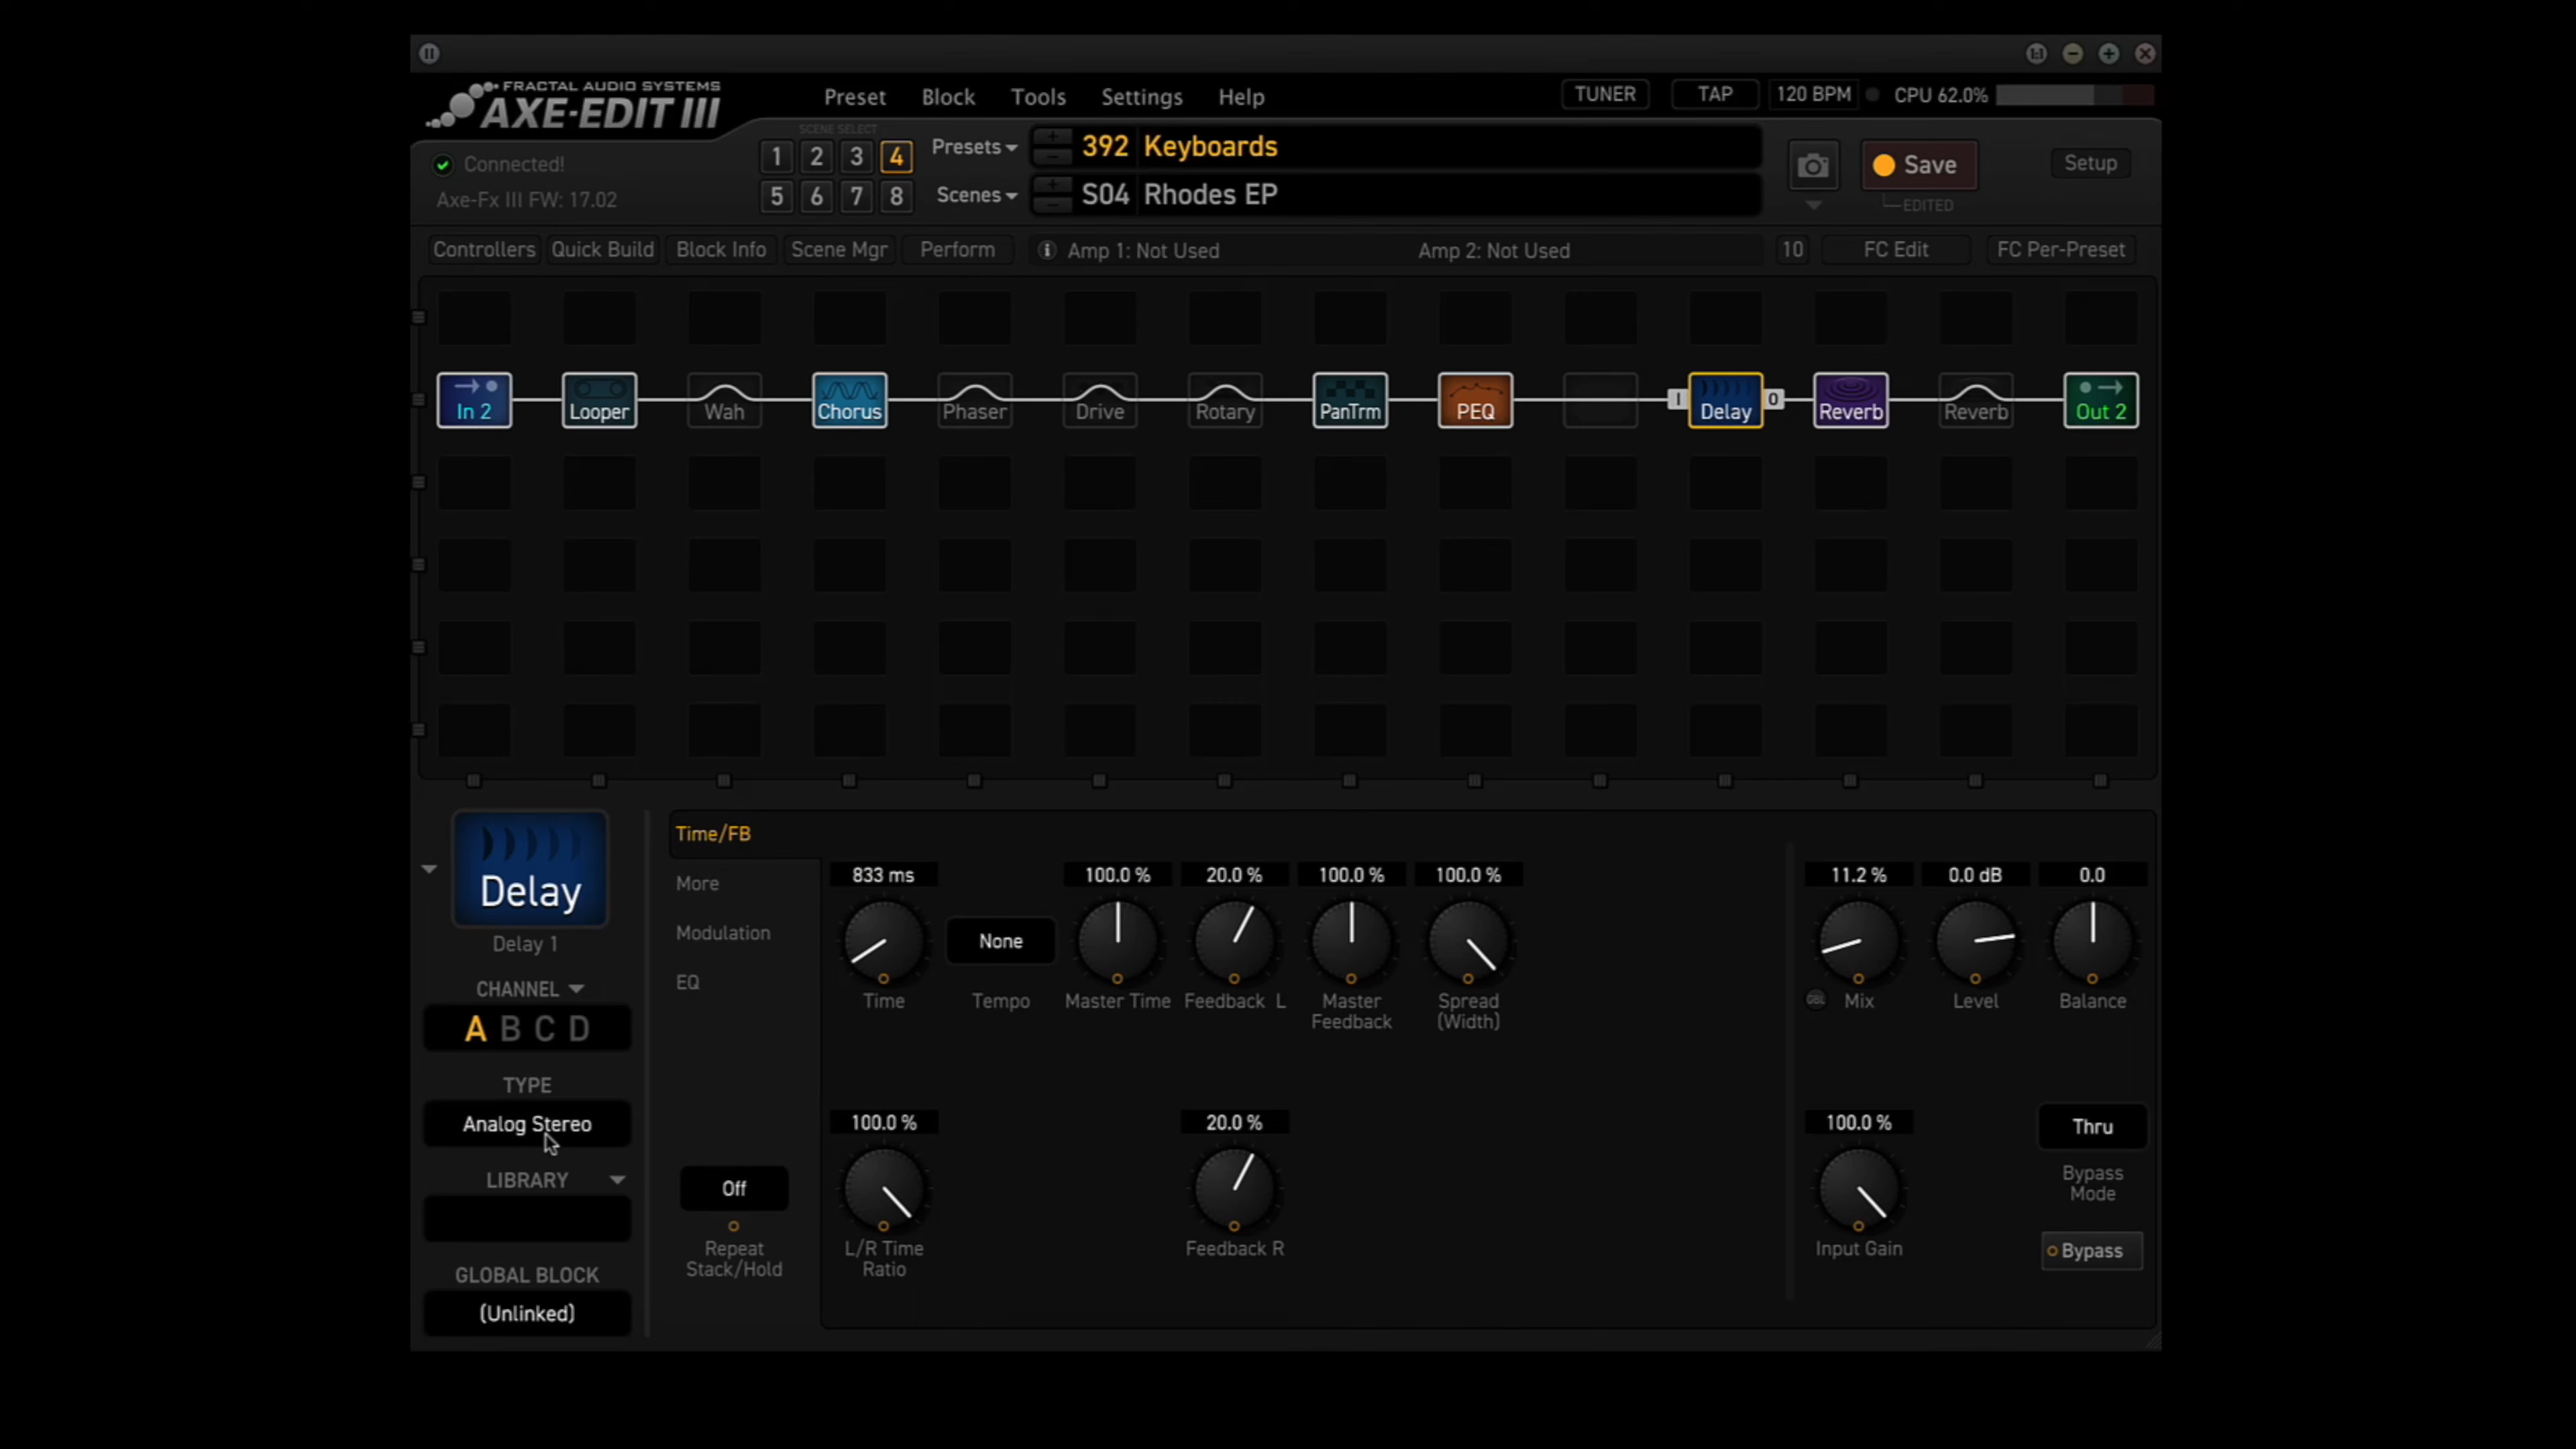 FRACTAL AUDIO SYSTEMS
AXE-EDIT III
Preset Block Tools Settings Help
TUNER TAP 120 BPM CPU 62.0%
SCENE SELECT
Connected!
Axe-Fx III FW: 17.02
1 2 3 4
5 6 7 8
Presets 392 Keyboards
Scenes S04 Rhodes EP
Save
EDITED
Setup
Controllers Quick Build Block Info Scene Mgr Perform Amp 1: Not Used Amp 2: Not Used 10 FC Edit FC Per-Preset
In 2 Looper Wah Chorus Phaser Drive Rotary PanTrm PEQ I Delay O Reverb Reverb Out 2
Delay
Delay 1
CHANNEL
A B C D
TYPE
Analog Stereo
LIBRARY
GLOBAL BLOCK
(Unlinked)
Time/FB
More
Modulation
EQ
Off
Repeat
Stack/Hold
833 ms 100.0 % 20.0 % 100.0 % 100.0 %
None
Time Tempo Master Time Feedback L Master
Feedback Spread
(Width)
100.0 % 20.0 %
L/R Time
Ratio Feedback R
11.2 % 0.0 dB 0.0
GBL Mix Level Balance
100.0 % Thru
Bypass
Mode
Input Gain Bypass